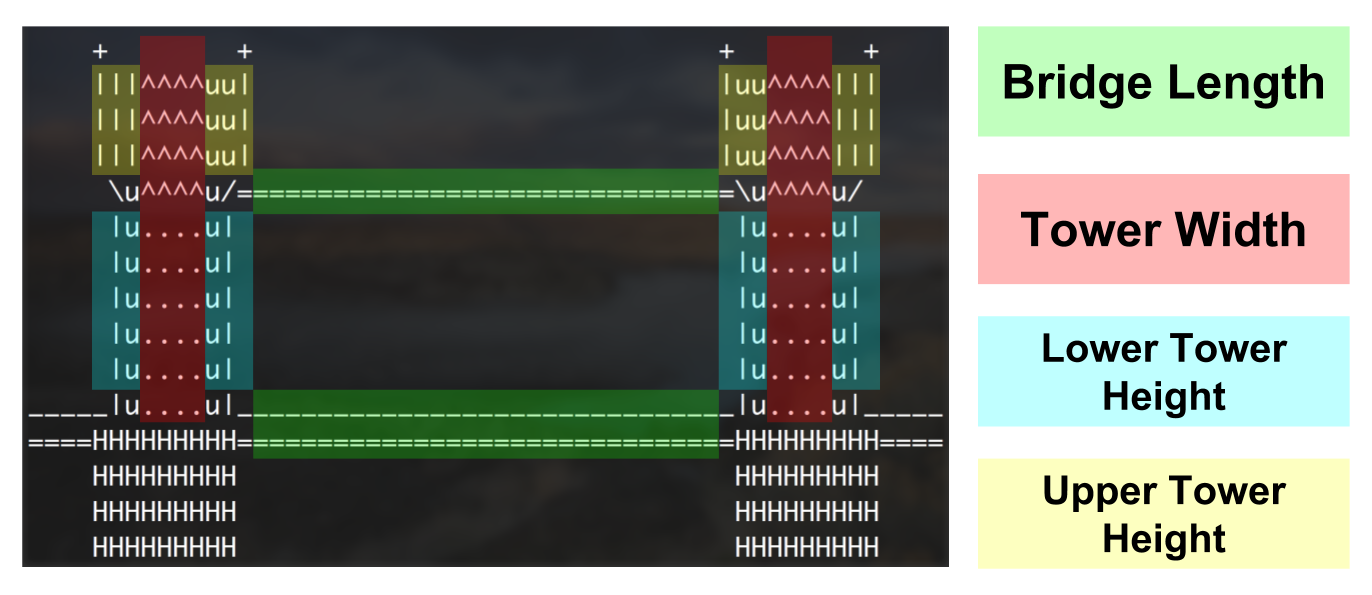 +        +                             +        +
    |||^^^^uu|                             |uu^^^^|||
    |||^^^^uu|                             |uu^^^^|||
    |||^^^^uu|                             |uu^^^^|||
     \u^^^^u/===============================\u^^^^u/
     |u....u|                               |u....u|
     |u....u|                               |u....u|
     |u....u|                               |u....u|
     |u....u|                               |u....u|
     |u....u|                               |u....u|
_____|u....u|_______________________________|u....u|_____
====HHHHHHHHH===============================HHHHHHHHH====
    HHHHHHHHH                               HHHHHHHHH
    HHHHHHHHH                               HHHHHHHHH
    HHHHHHHHH                               HHHHHHHHH
Bridge Length
Tower Width
Lower Tower
Height
Upper Tower
Height